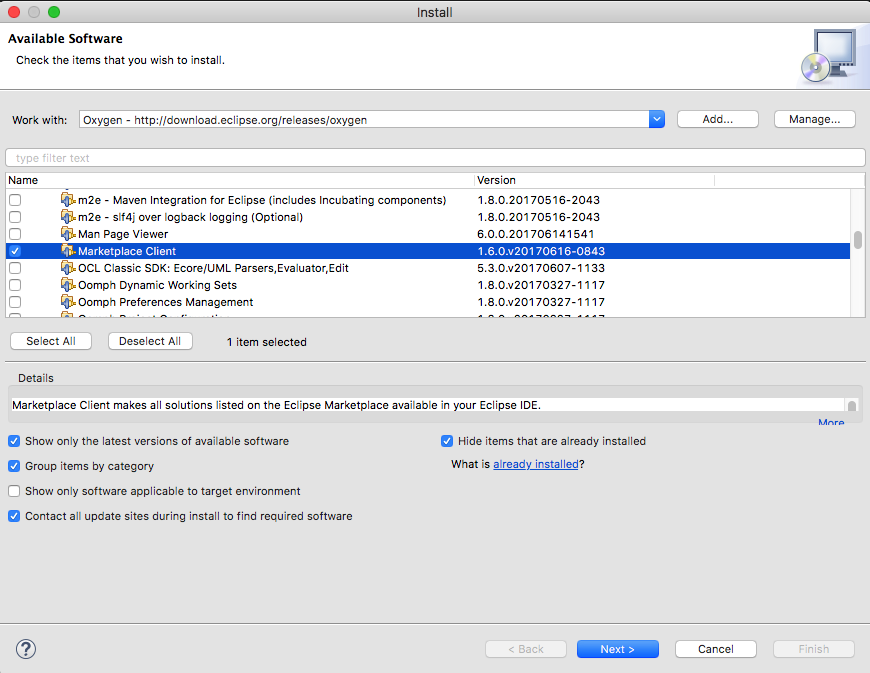 Install
Available Software
Check the items that you wish to install.
Work with: Oxygen - http://download.eclipse.org/releases/oxygen Add... Manage...
type filter text
Name Version
m2e - Maven Integration for Eclipse (includes Incubating components) 1.8.0.20170516-2043
m2e - slf4j over logback logging (Optional) 1.8.0.20170516-2043
Man Page Viewer 6.0.0.201706141541
Marketplace Client 1.6.0.v20170616-0843
OCL Classic SDK: Ecore/UML Parsers,Evaluator,Edit 5.3.0.v20170607-1133
Oomph Dynamic Working Sets 1.8.0.v20170327-1117
Oomph Preferences Management 1.8.0.v20170327-1117
Select All Deselect All 1 item selected
Details
Marketplace Client makes all solutions listed on the Eclipse Marketplace available in your Eclipse IDE.
More
Show only the latest versions of available software Hide items that are already installed
Group items by category What is already installed?
Show only software applicable to target environment
Contact all update sites during install to find required software
? < Back Next > Cancel Finish